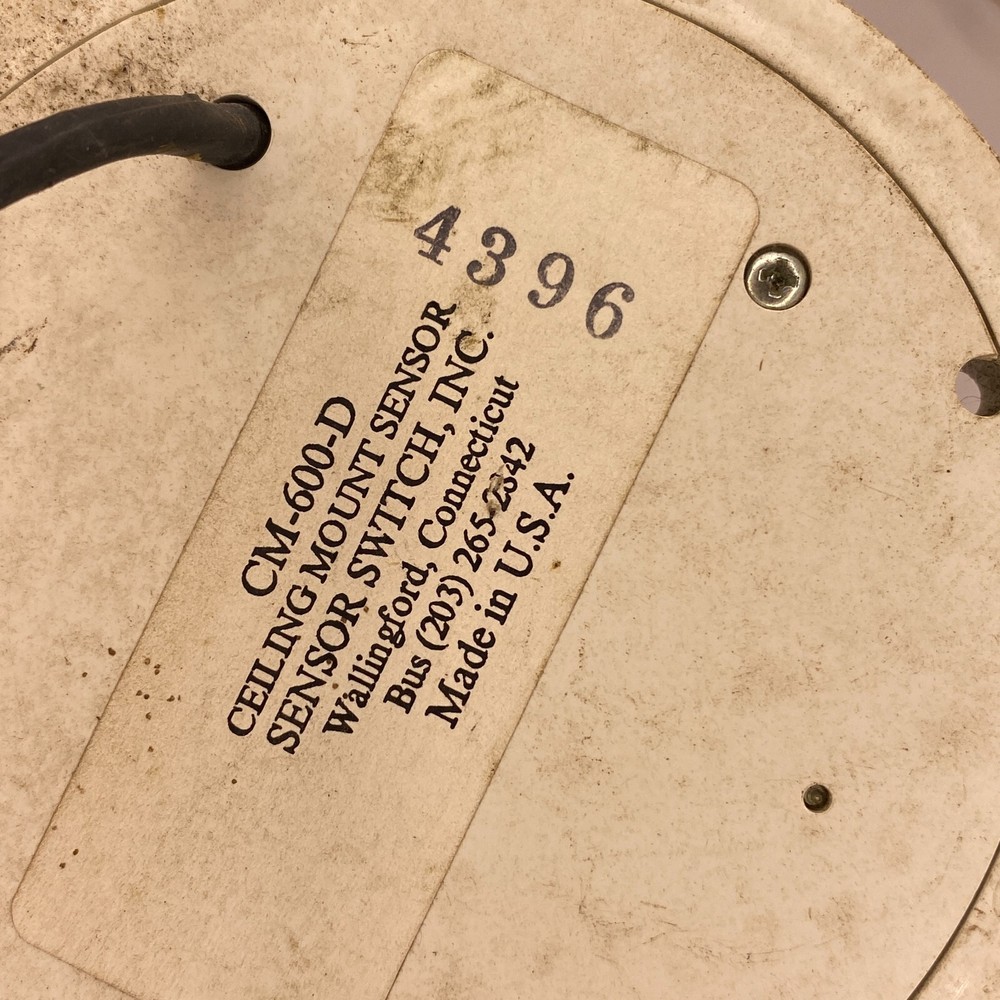 4396
CM-600-D
CEILING MOUNT SENSOR
SENSOR SWITCH, INC.
Wallingford, Connecticut
Bus (203) 265-2842
Made in U.S.A.